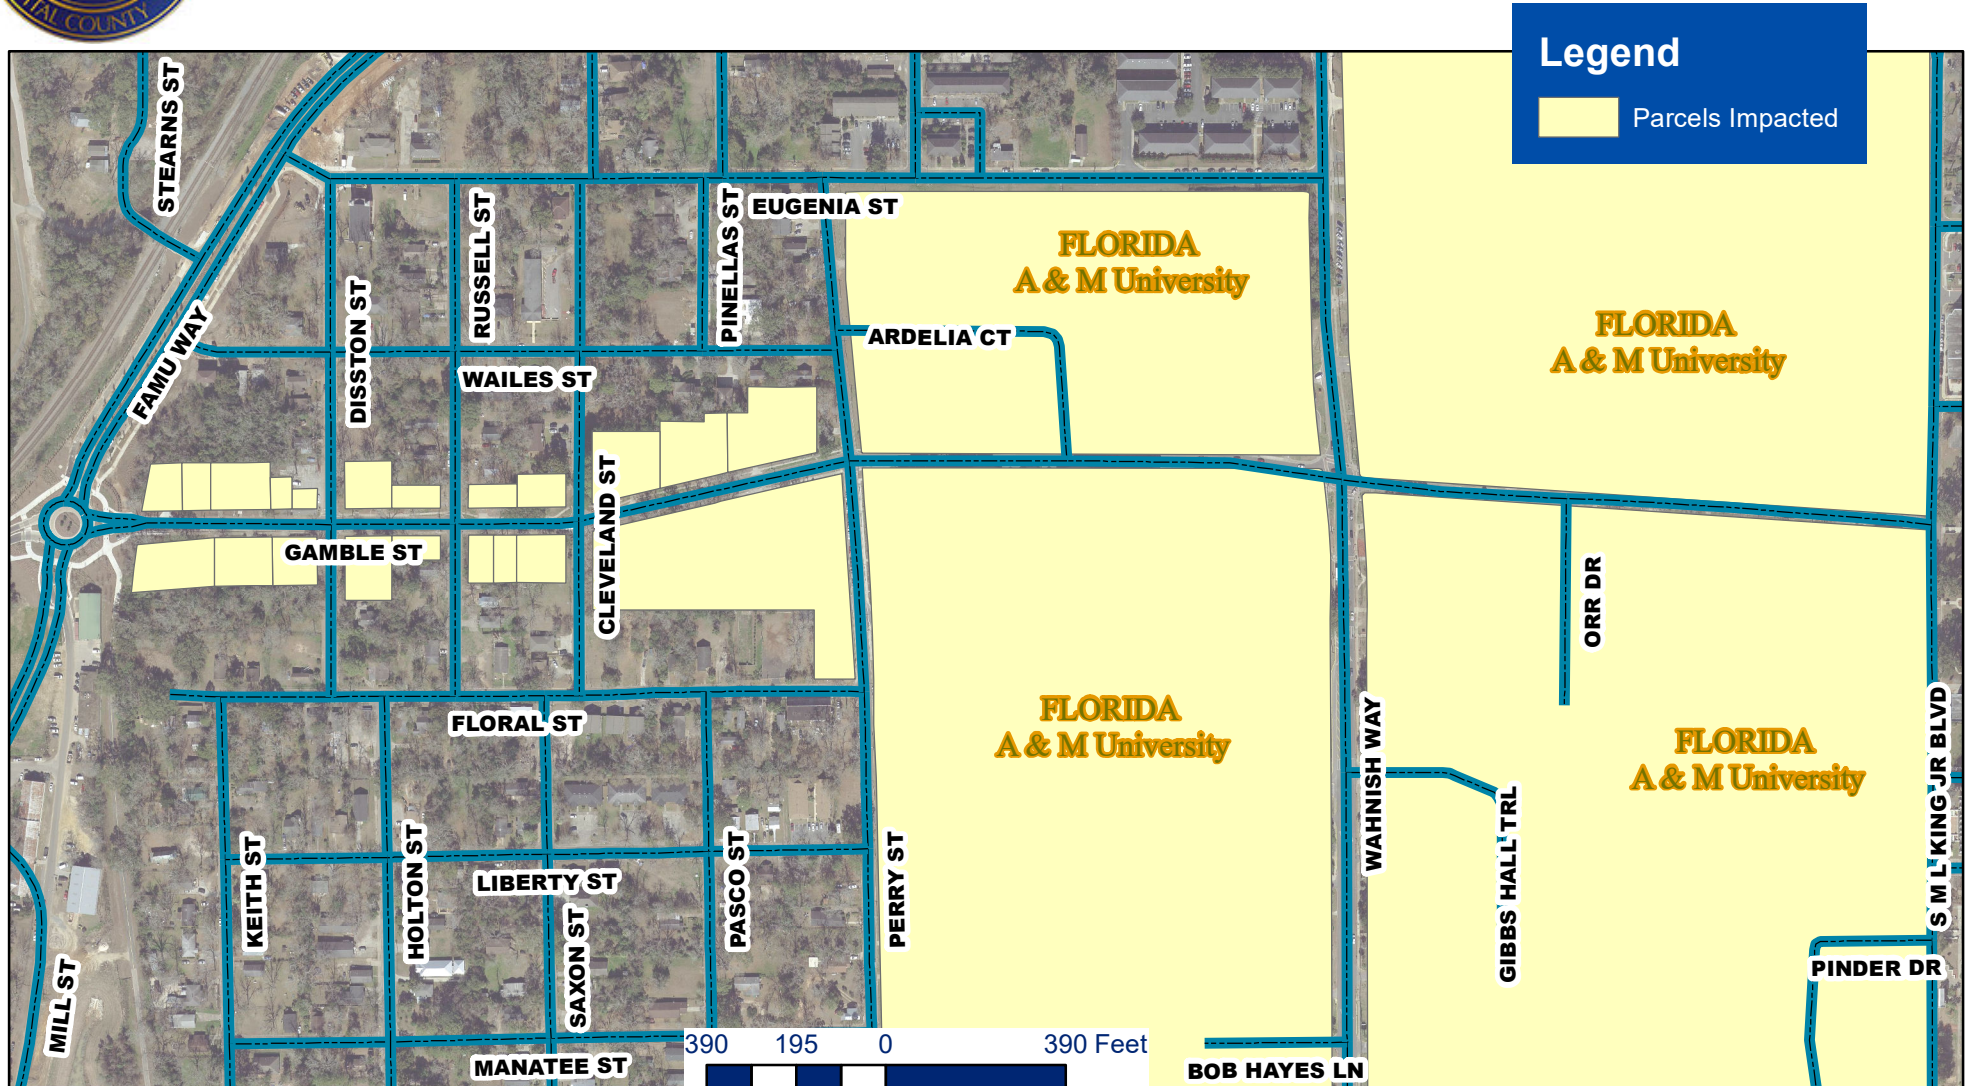 ITAL COUNTY
Legend
Parcels Impacted
STEARNS ST
RUSSELL ST
PINELLAS ST
EUGENIA ST
FLORIDA
A & M University
FLORIDA
A & M University
DISSTON ST
FAMU WAY
ARDELIA CT
WAILES ST
CLEVELAND ST
GAMBLE ST
ORR DR
FLORAL ST
FLORIDA
A & M University
WAHNISH WAY
FLORIDA
A & M University
S M L KING JR BLVD
KEITH ST
HOLTON ST
LIBERTY ST
SAXON ST
PASCO ST
PERRY ST
GIBBS HALL TRL
PINDER DR
MILL ST
MANATEE ST
390 195 0 390 Feet
BOB HAYES LN